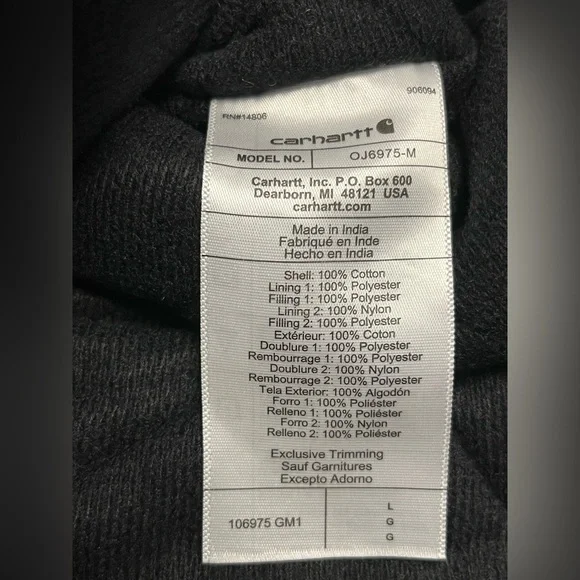 906094
RN#14806
carhartt
MODEL NO. OJ6975-M
Carhartt, Inc. P.O. Box 600
Dearborn, MI 48121 USA
carhartt.com
Made in India
Fabriqué en Inde
Hecho en India
Shell: 100% Cotton
Lining 1: 100% Polyester
Filling 1: 100% Polyester
Lining 2: 100% Nylon
Filling 2: 100% Polyester
Extérieur: 100% Coton
Doublure 1: 100% Polyester
Rembourrage 1: 100% Polyester
Doublure 2: 100% Nylon
Rembourrage 2: 100% Polyester
Tela Exterior: 100% Algodón
Forro 1: 100% Poliéster
Relleno 1: 100% Poliéster
Forro 2: 100% Nylon
Relleno 2: 100% Poliéster
Exclusive Trimming
Sauf Garnitures
Excepto Adorno
106975 GM1
L
G
G